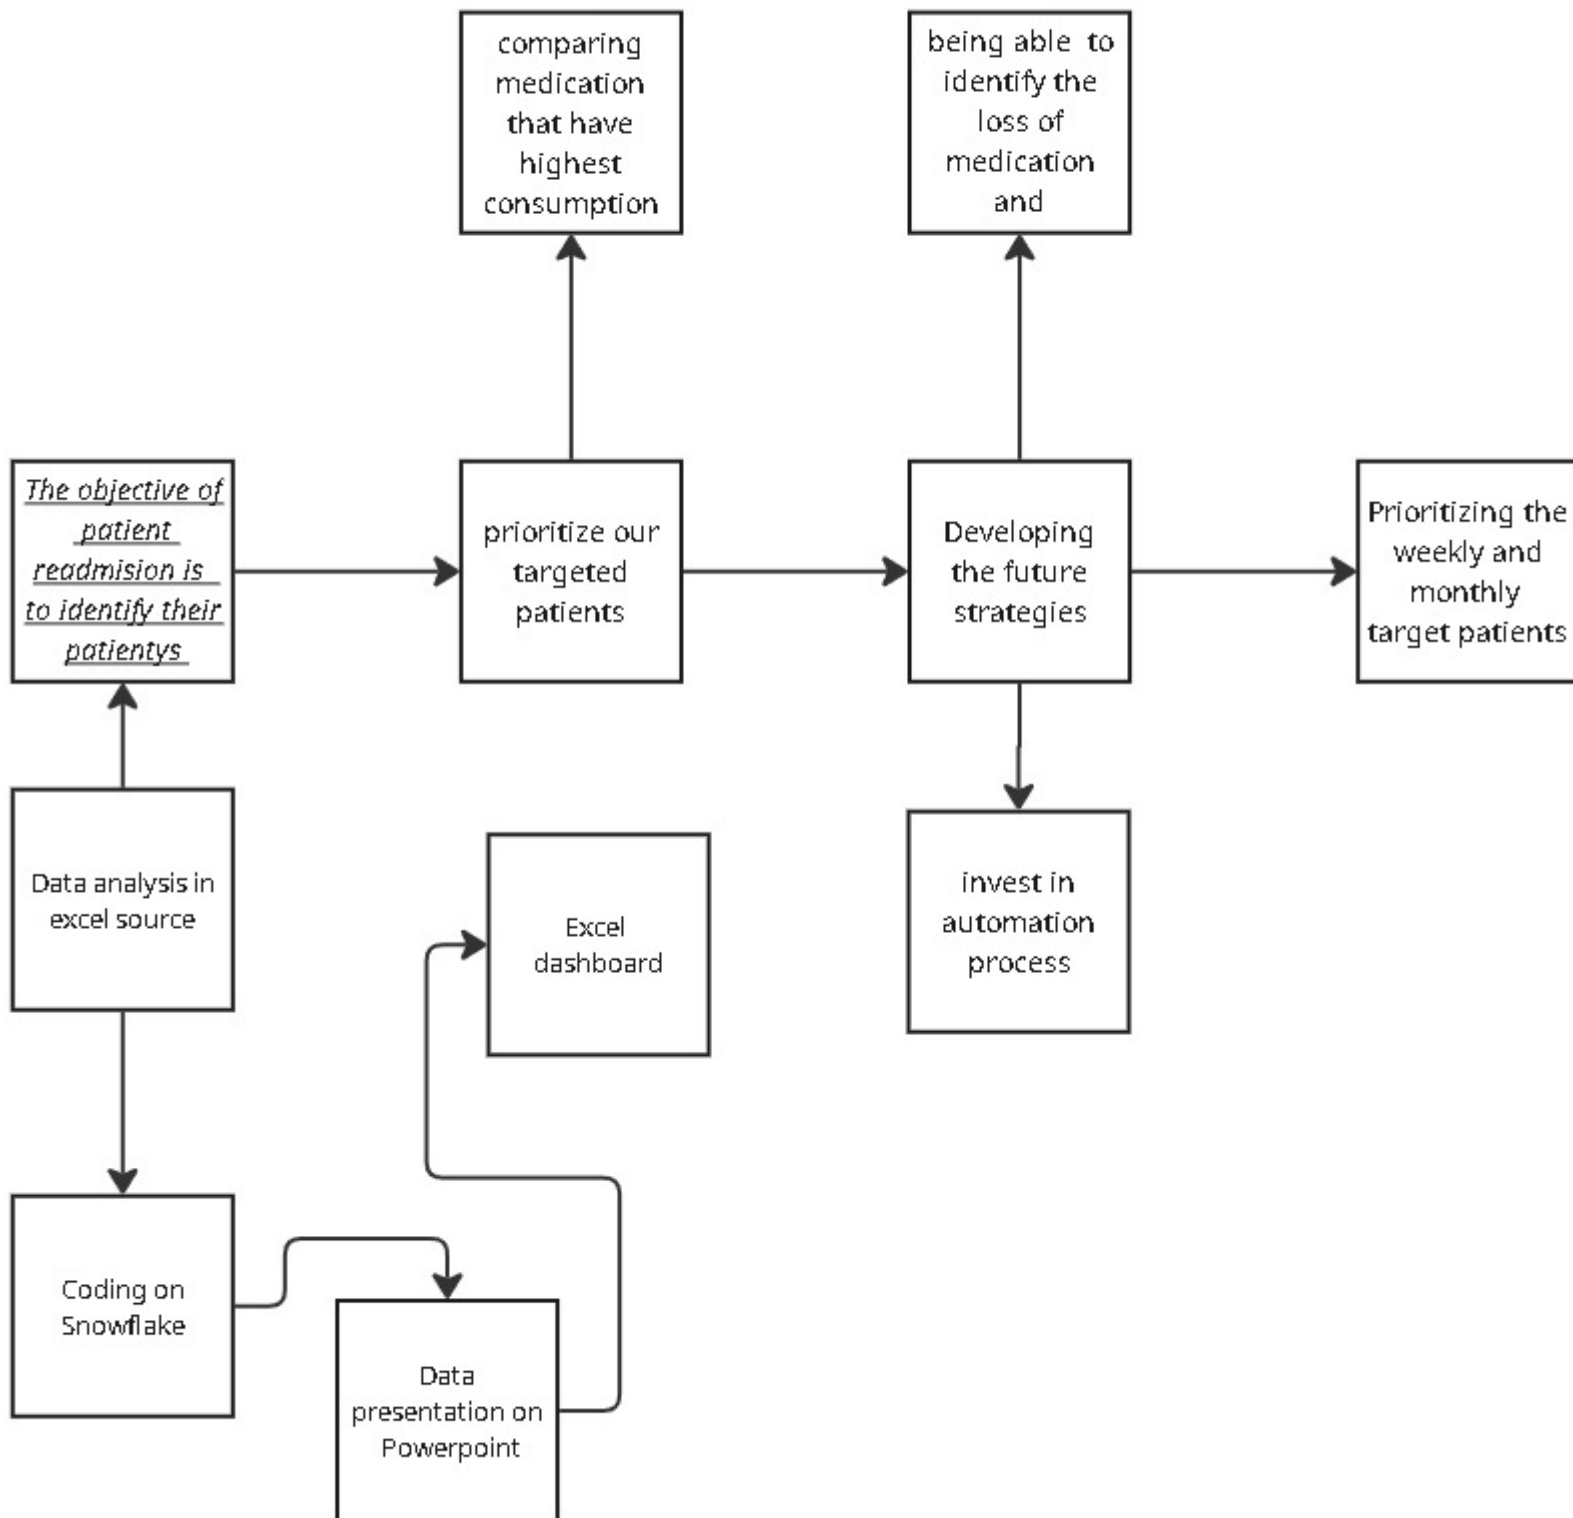 comparing
medication
that have
highest
consumption
being able  to
identify the
loss of
medication
and
The objective of
patient
readmision is
to identify their
patientys
prioritize our
targeted
patients
Developing
the future
strategies
Prioritizing the
weekly and
monthly
target patients
Data analysis in
excel source
Excel
dashboard
invest in
automation
process
Coding on
Snowflake
Data
presentation on
Powerpoint